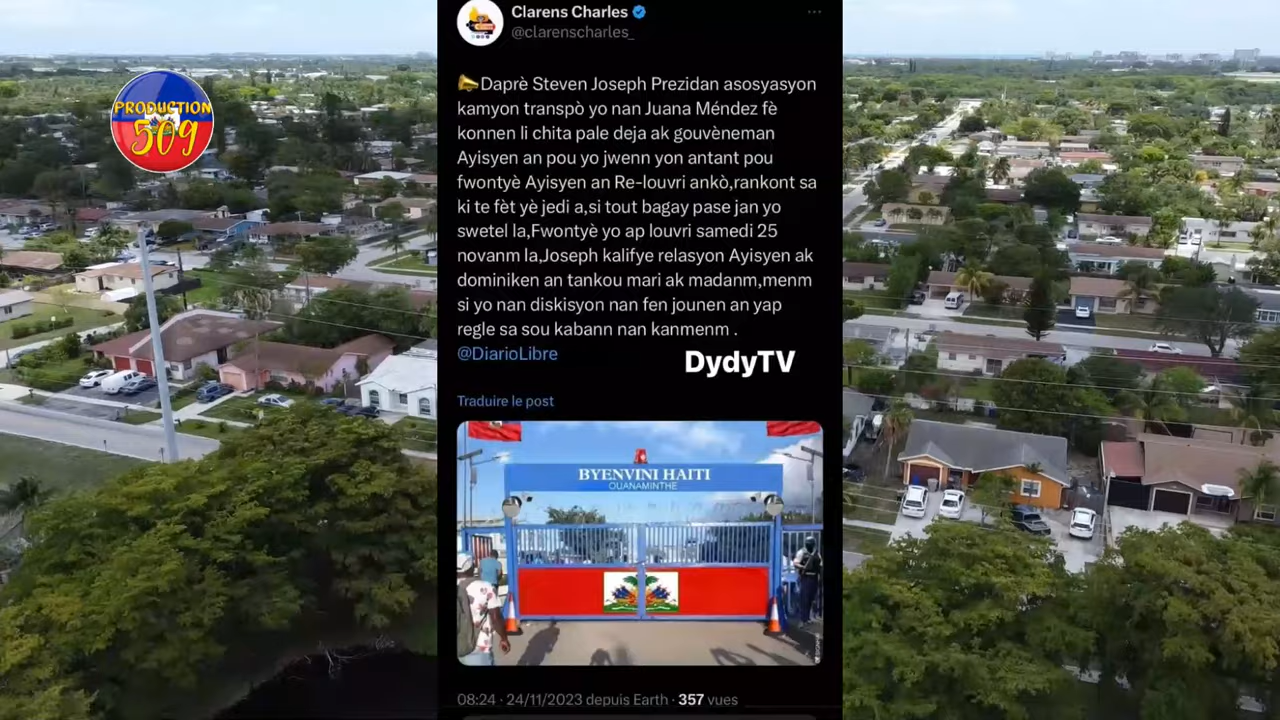 PRODUCTION
509
Clarens Charles
@clarenscharles_
Daprè Steven Joseph Prezidan asosyasyon
kamyon transpò yo nan Juana Méndez fè
konnen li chita pale deja ak gouvèneman
Ayisyen an pou yo jwenn yon antant pou
fwontyè Ayisyen an Re-louvri ankò,rankont sa
ki te fèt yè jedi a,si tout bagay pase jan yo
swetel la,Fwontyè yo ap louvri samedi 25
novanm la,Joseph kalifye relasyon Ayisyen ak
dominiken an tankou mari ak madanm,menm
si yo nan diskisyon nan fen jounen an yap
regle sa sou kabann nan kanmenm .
@DiarioLibre
DydyTV
Traduire le post
BYENVINI HAITI
OUANAMINTHE
08:24 · 24/11/2023 depuis Earth · 357 vues